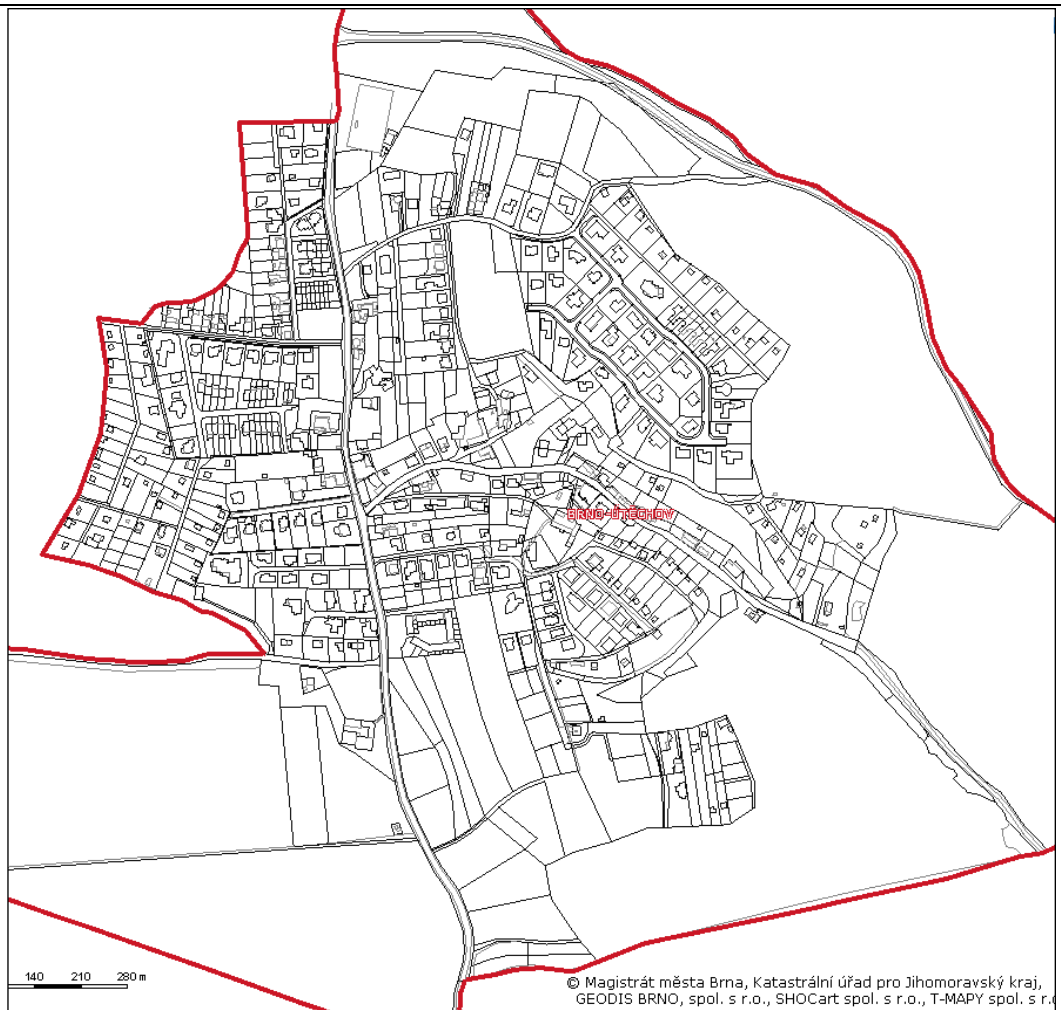 BRNO-ÚTĚCHOV
140 210 280 m
© Magistrát města Brna, Katastrální úřad pro Jihomoravský kraj,
GEODIS BRNO, spol. s r.o., SHOCart spol. s r.o., T-MAPY spol. s r.